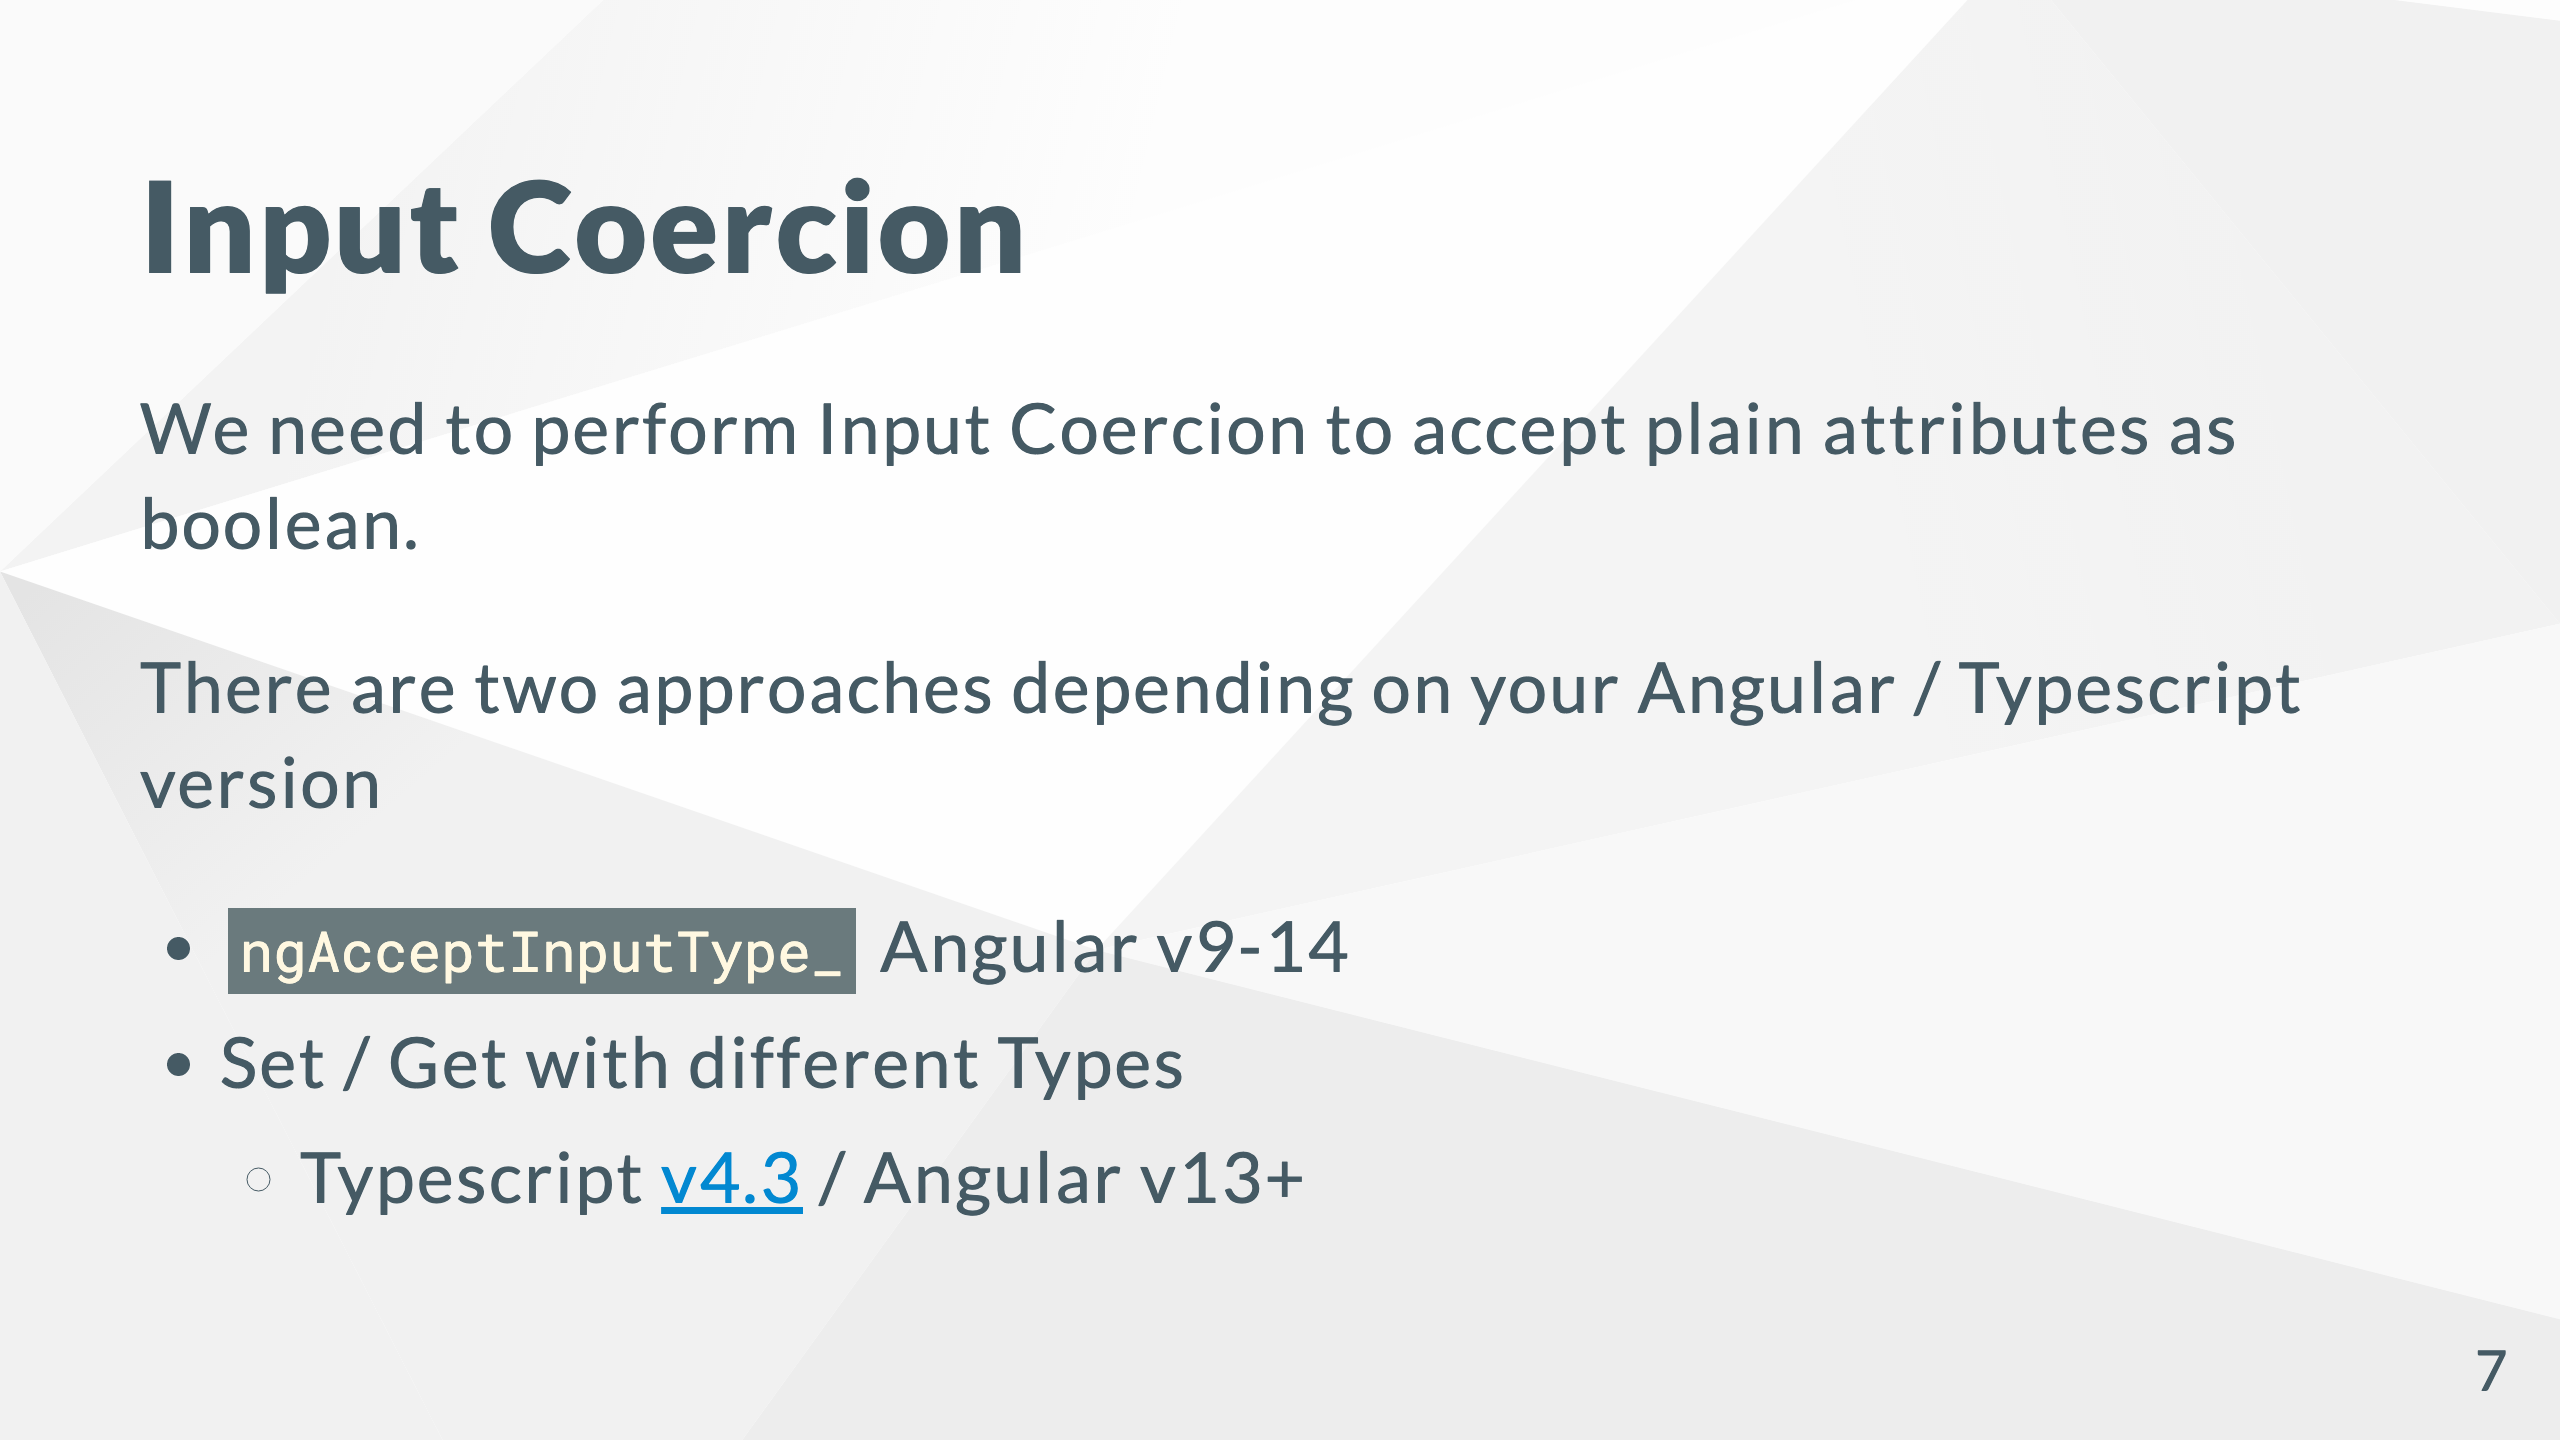 Input Coercion
We need to perform Input Coercion to accept plain attributes as
boolean.
There are two approaches depending on your Angular / Typescript
version
ngAcceptInputType_ Angular v9-14
Set / Get with different Types
Typescript v4.3 / Angular v13+
7